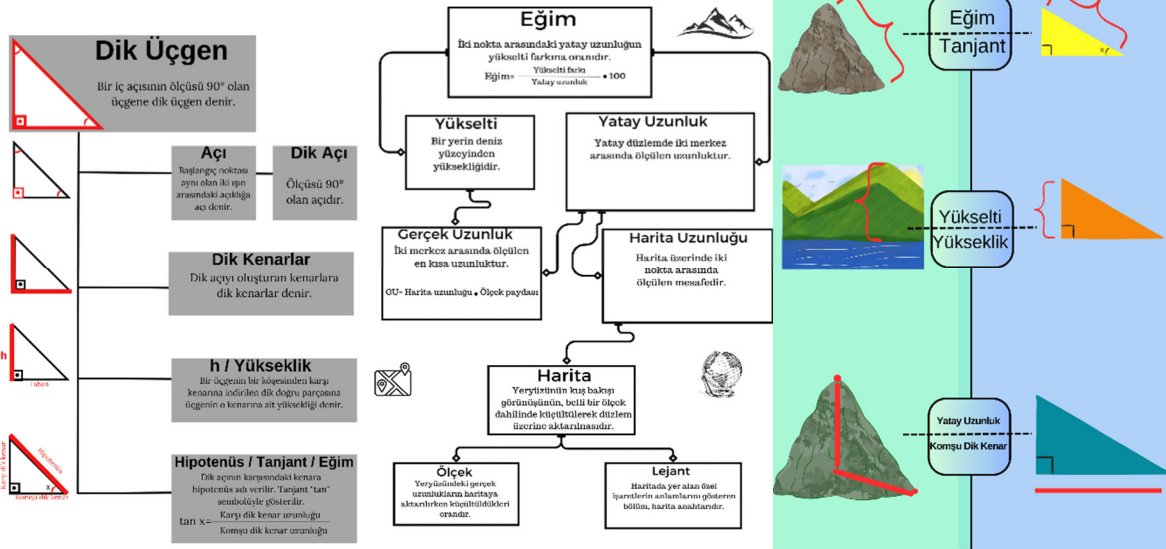 Dik Üçgen
Bir iç açısının ölçüsü 90° olan
üçgene dik üçgen denir.
Açı
Başlangıç noktası
aynı olan iki ışın
arasındaki açıklığa
açı denir.
Dik Açı
Ölçüsü 90°
olan açıdır.
Dik Kenarlar
Dik açıyı oluşturan kenarlara
dik kenarlar denir.
h
Taban
h / Yükseklik
Bir üçgenin bir köşesinden karşı
kenarına indirilen dik doğru parçasına
üçgenin o kenarına ait yüksekliği denir.
Karşı dik kenar
Hipotenüs
x
Komşu dik kenar
Hipotenüs / Tanjant / Eğim
Dik açının karşısındaki kenara
hipotenüs adı verilir. Tanjant "tan"
sembolüyle gösterilir.
tan x= Karşı dik kenar uzunluğu
Komşu dik kenar uzunluğu
Eğim
İki nokta arasındaki yatay uzunluğun
yükselti farkına oranıdır.
Eğim= Yükselti farkı • 100
Yatay uzunluk
Yükselti
Bir yerin deniz
yüzeyinden
yüksekliğidir.
Yatay Uzunluk
Yatay düzlemde iki merkez
arasında ölçülen uzunluktur.
Gerçek Uzunluk
İki merkez arasında ölçülen
en kısa uzunluktur.
GU= Harita uzunluğu • Ölçek paydası
Harita Uzunluğu
Harita üzerinde iki
nokta arasında
ölçülen mesafedir.
Harita
Yeryüzünün kuş bakışı
görünüşünün, belli bir ölçek
dahilinde küçültülerek düzlem
üzerine aktarılmasıdır.
Ölçek
Yeryüzündeki gerçek
uzunlukların haritaya
aktarılırken küçültüldükleri
orandır.
Lejant
Haritada yer alan özel
işaretlerin anlamlarını gösteren
bölüm, harita anahtarıdır.
Eğim
Tanjant
x
Yükselti
Yükseklik
Yatay Uzunluk
Komşu Dik Kenar